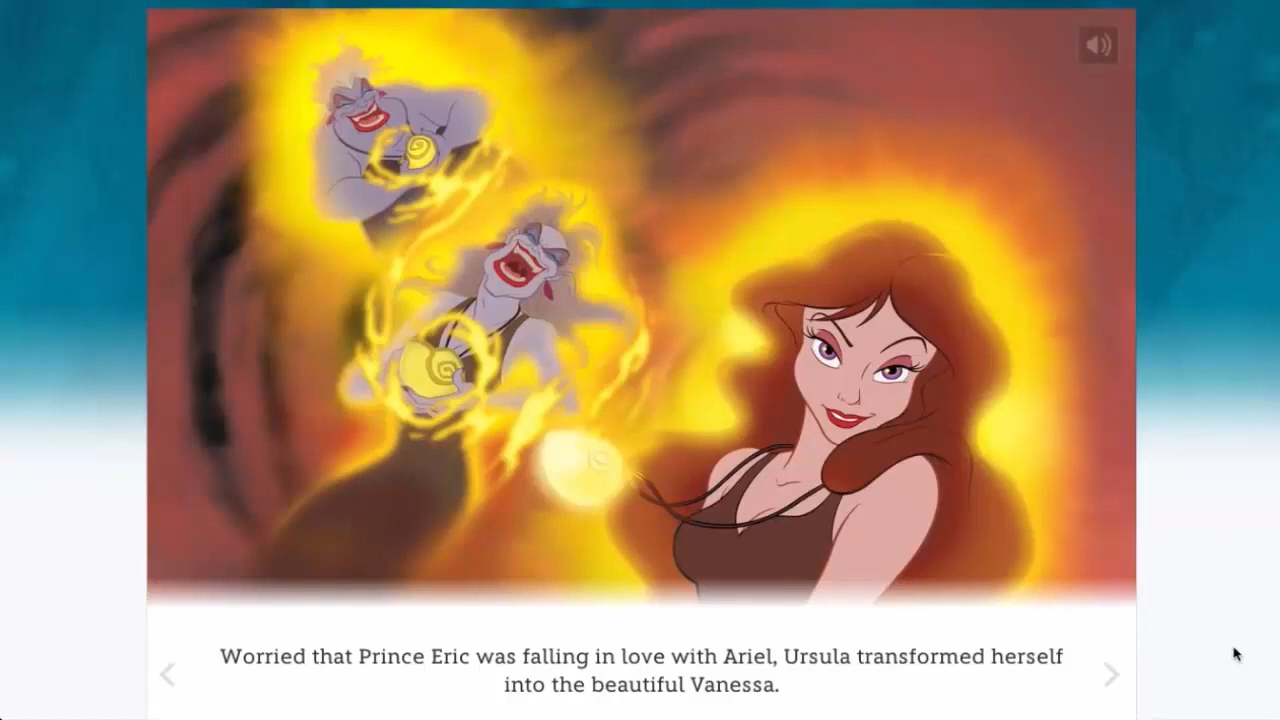 Worried that Prince Eric was falling in love with Ariel, Ursula transformed herself
into the beautiful Vanessa.